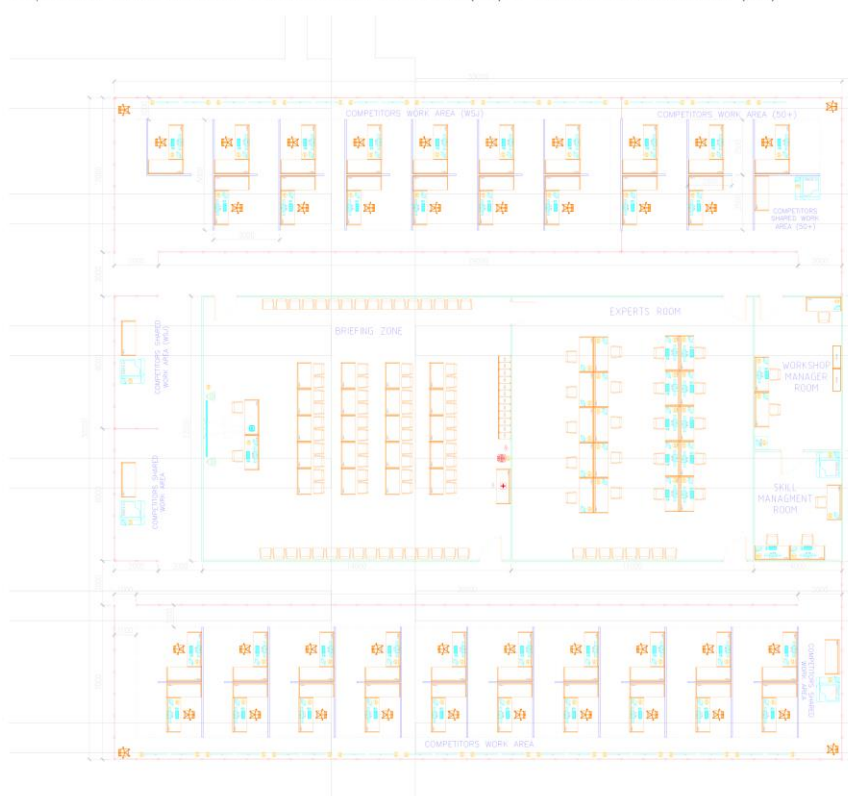 COMPETITORS WORK AREA (WSJ)
COMPETITORS WORK AREA (50+)
COMPETITORS
SHARED WORK
AREA (50+)
EXPERTS ROOM
BRIEFING ZONE
COMPETITORS SHARED
WORK AREA (WSJ)
WORKSHOP
MANAGER
ROOM
COMPETITORS SHARED
WORK AREA
SKILL
MANAGMENT
ROOM
COMPETITORS SHARED
WORK AREA
COMPETITORS WORK AREA